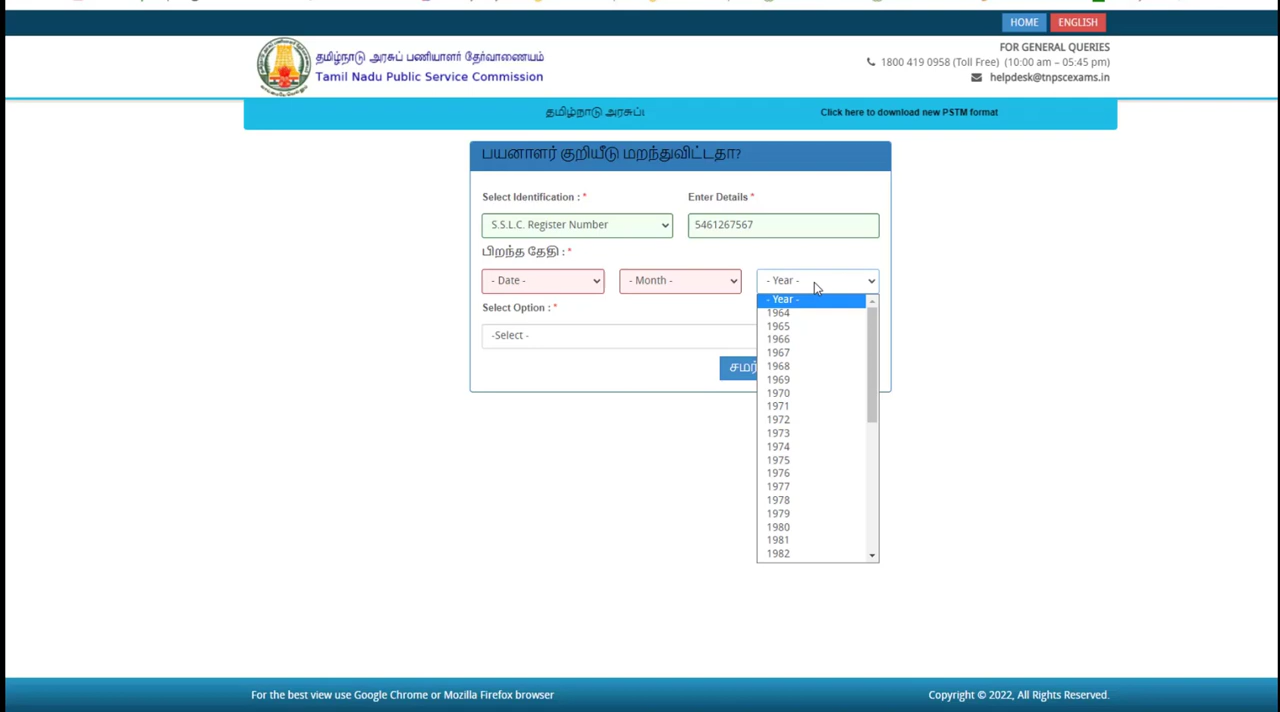 HOME ENGLISH
தமிழ்நாடு அரசுப் பணியாளர் தேர்வாணையம்
Tamil Nadu Public Service Commission
FOR GENERAL QUERIES
1800 419 0958 (Toll Free) (10:00 am – 05:45 pm)
helpdesk@tnpscexams.in
தமிழ்நாடு அரசுப் Click here to download new PSTM format
பயனாளர் குறியீடு மறந்துவிட்டதா?
Select Identification : * Enter Details *
S.S.L.C. Register Number 5461267567
பிறந்த தேதி : *
- Date - - Month - - Year -
- Year -
Select Option : *
1964
1965
-Select -
1966
1967
1968
சமர்
1969
1970
1971
1972
1973
1974
1975
1976
1977
1978
1979
1980
1981
1982
For the best view use Google Chrome or Mozilla Firefox browser Copyright © 2022, All Rights Reserved.